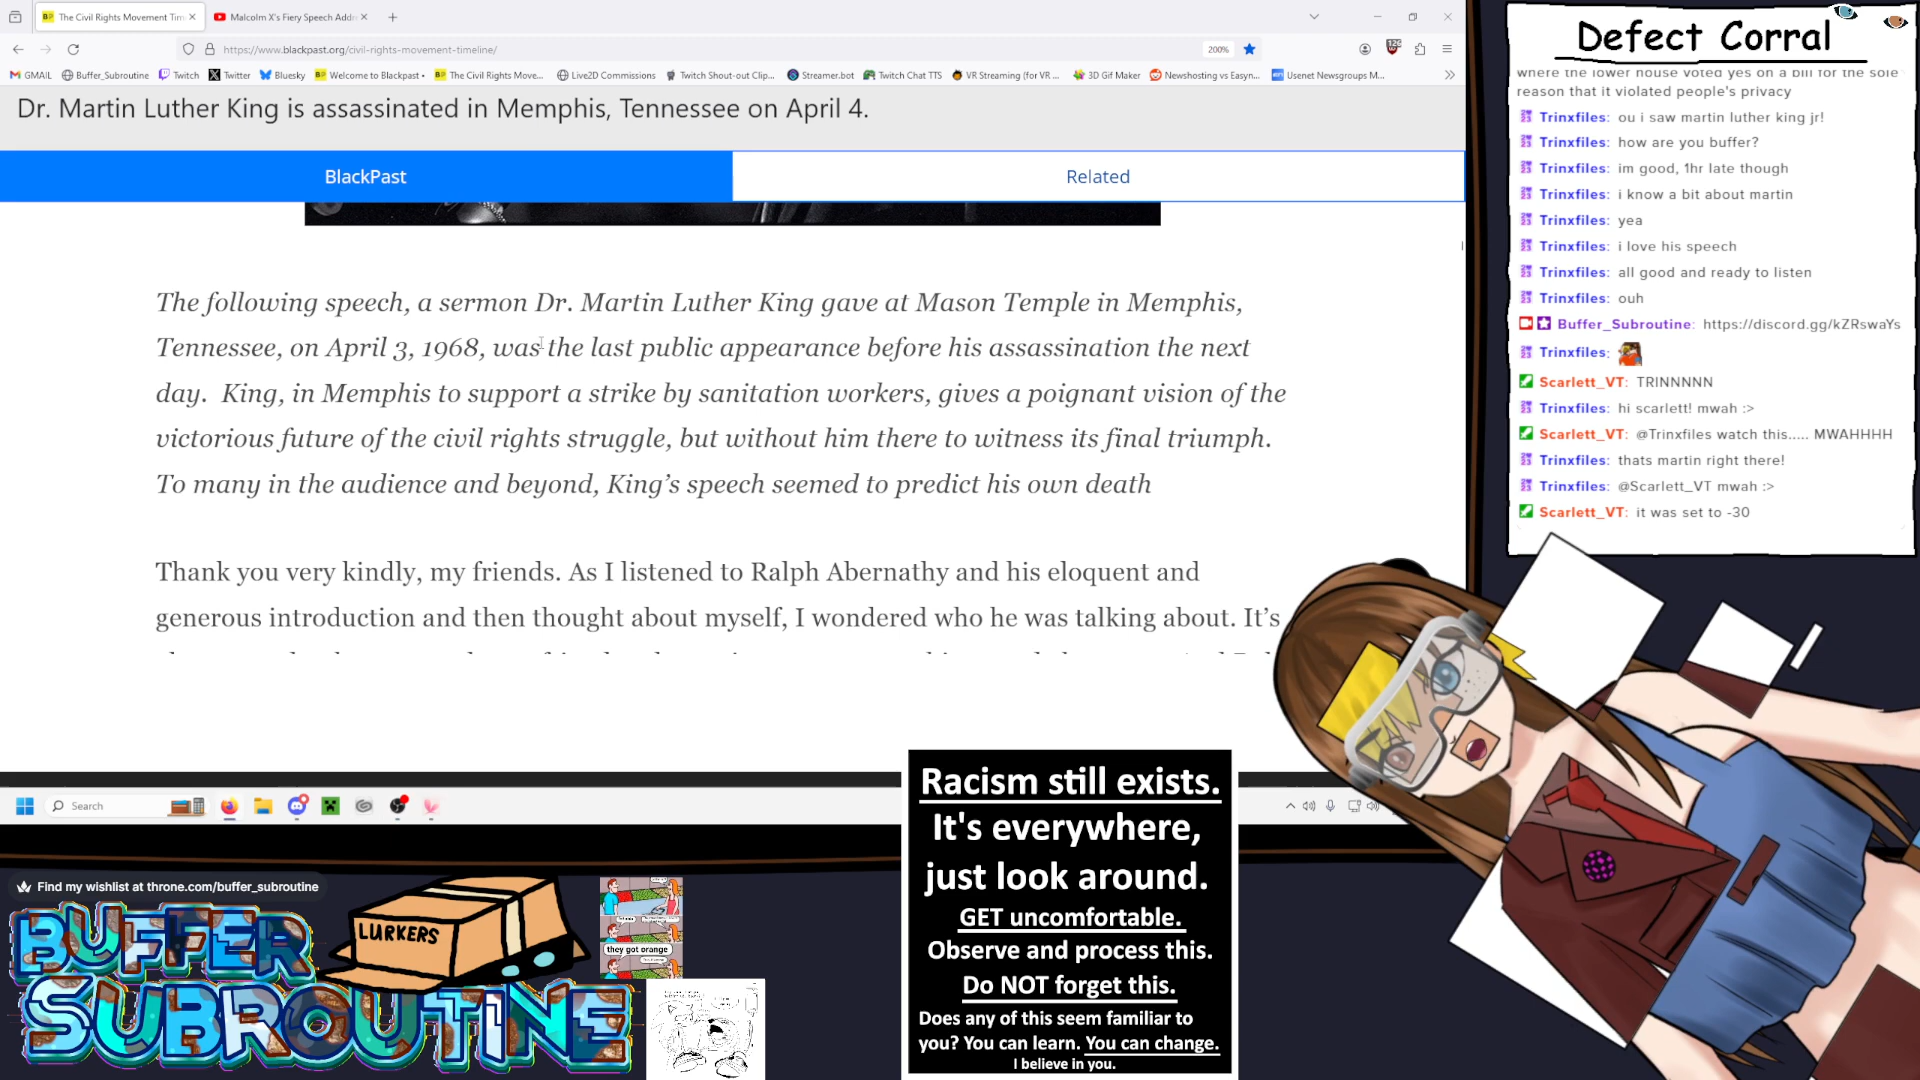 The Civil Rights Movement Tim
Malcolm X's Fiery Speech Addr
https://www.blackpast.org/civil-rights-movement-timeline/
200%
GMAIL
Buffer_Subroutine
Twitch
Twitter
Bluesky
Welcome to Blackpast •
The Civil Rights Move...
Live2D Commissions
Twitch Shout-out Clip...
Streamer.bot
Twitch Chat TTS
VR Streaming (for VR ...
3D Gif Maker
Newshosting vs Easyn...
Usenet Newsgroups M...
Dr. Martin Luther King is assassinated in Memphis, Tennessee on April 4.
BlackPast
Related
The following speech, a sermon Dr. Martin Luther King gave at Mason Temple in Memphis,
Tennessee, on April 3, 1968, was the last public appearance before his assassination the next
day.  King, in Memphis to support a strike by sanitation workers, gives a poignant vision of the
victorious future of the civil rights struggle, but without him there to witness its final triumph.
To many in the audience and beyond, King's speech seemed to predict his own death
Thank you very kindly, my friends. As I listened to Ralph Abernathy and his eloquent and
generous introduction and then thought about myself, I wondered who he was talking about. It's
Search
Defect Corral
where the lower house voted yes on a bill for the sole
reason that it violated people's privacy
Trinxfiles: ou i saw martin luther king jr!
Trinxfiles: how are you buffer?
Trinxfiles: im good, 1hr late though
Trinxfiles: i know a bit about martin
Trinxfiles: yea
Trinxfiles: i love his speech
Trinxfiles: all good and ready to listen
Trinxfiles: ouh
Buffer_Subroutine: https://discord.gg/kZRswaYs
Trinxfiles:
Scarlett_VT: TRINNNNN
Trinxfiles: hi scarlett! mwah :>
Scarlett_VT: @Trinxfiles watch this..... MWAHHHH
Trinxfiles: thats martin right there!
Trinxfiles: @Scarlett_VT mwah :>
Scarlett_VT: it was set to -30
Find my wishlist at throne.com/buffer_subroutine
BUFFER
SUBROUTINE
LURKERS
they got orange
Racism still exists.
It's everywhere,
just look around.
GET uncomfortable.
Observe and process this.
Do NOT forget this.
Does any of this seem familiar to
you? You can learn. You can change.
I believe in you.